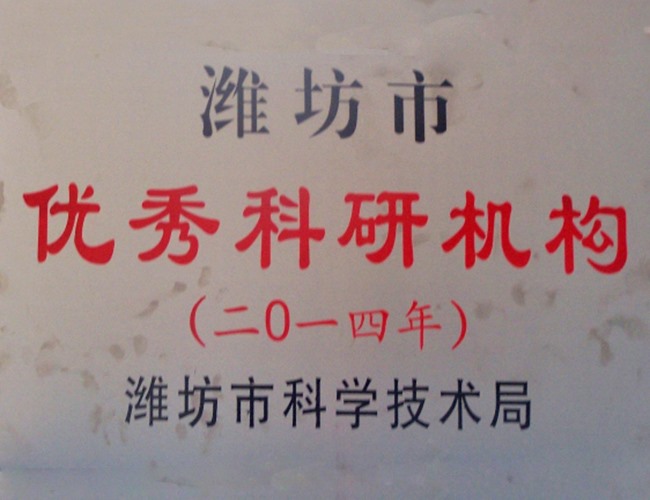 潍坊市
优秀科研机构
(二0一四年)
潍坊市科学技术局